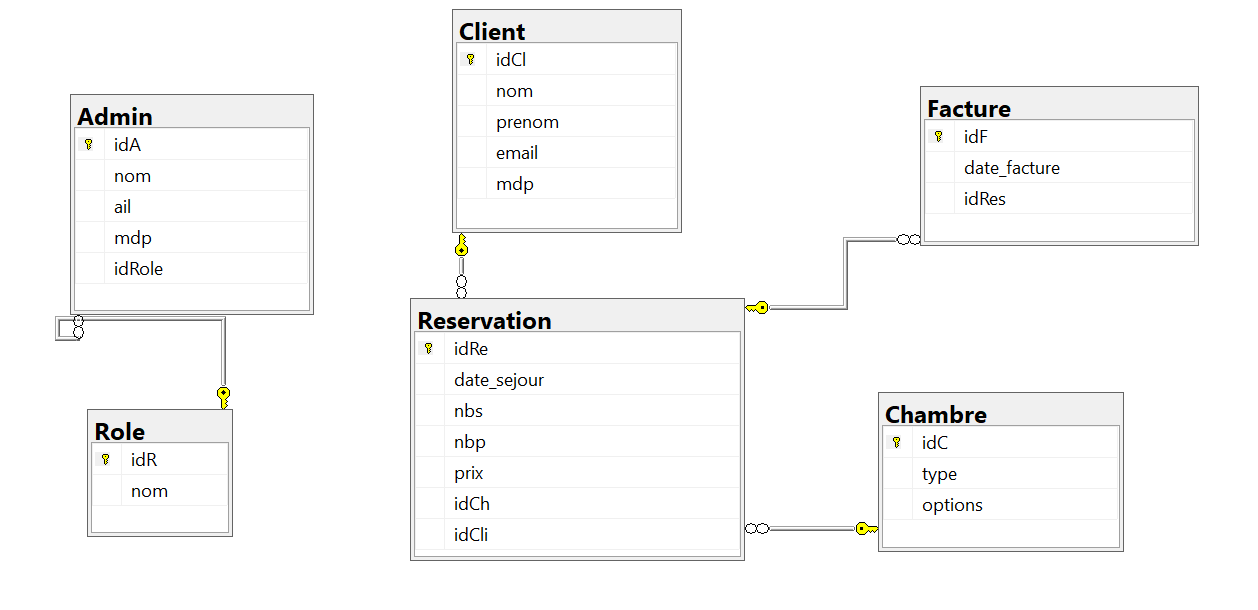 Admin
idA
nom
ail
mdp
idRole
Role
idR
nom
Client
idCl
nom
prenom
email
mdp
Reservation
idRe
date_sejour
nbs
nbp
prix
idCh
idCli
Facture
idF
date_facture
idRes
Chambre
idC
type
options